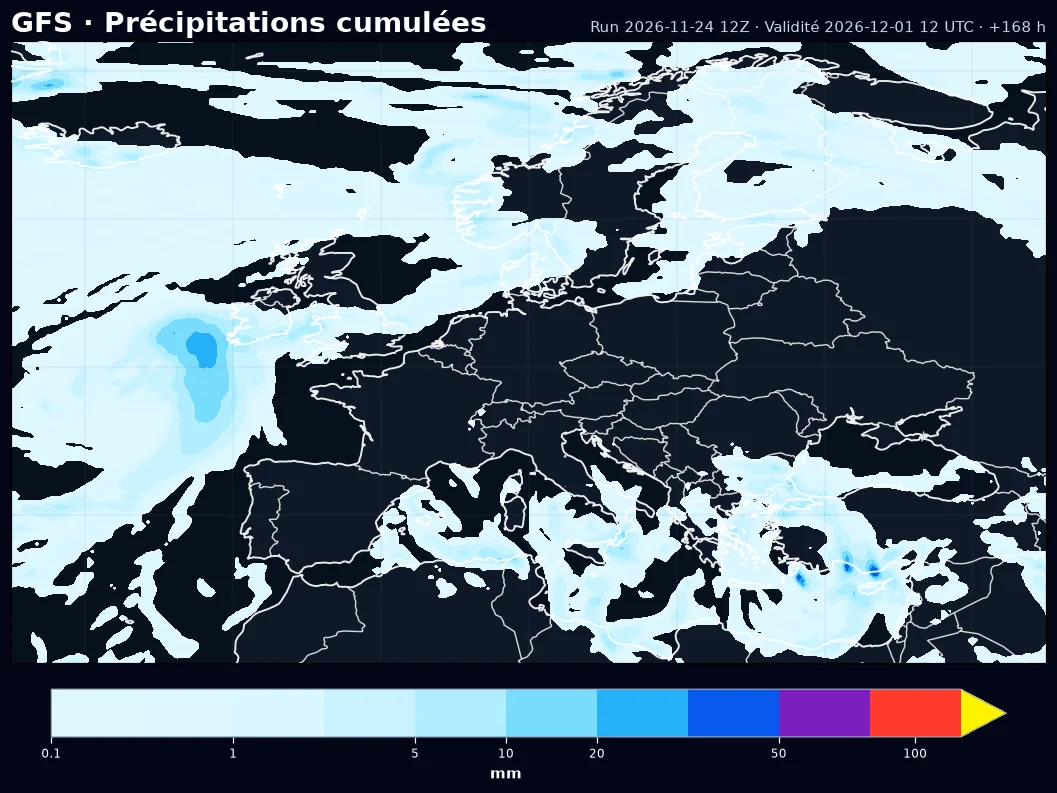 GFS · Précipitations cumulées
Run 2026-11-24 12Z · Validité 2026-12-01 12 UTC · +168 h
0.1 1 5 10 20 50 100
mm